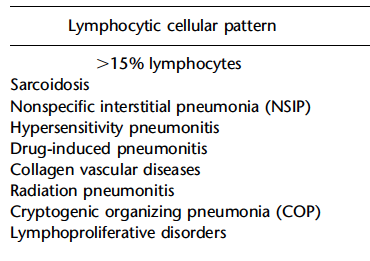 Lymphocytic cellular pattern
>15% lymphocytes
Sarcoidosis
Nonspecific interstitial pneumonia (NSIP)
Hypersensitivity pneumonitis
Drug-induced pneumonitis
Collagen vascular diseases
Radiation pneumonitis
Cryptogenic organizing pneumonia (COP)
Lymphoproliferative disorders